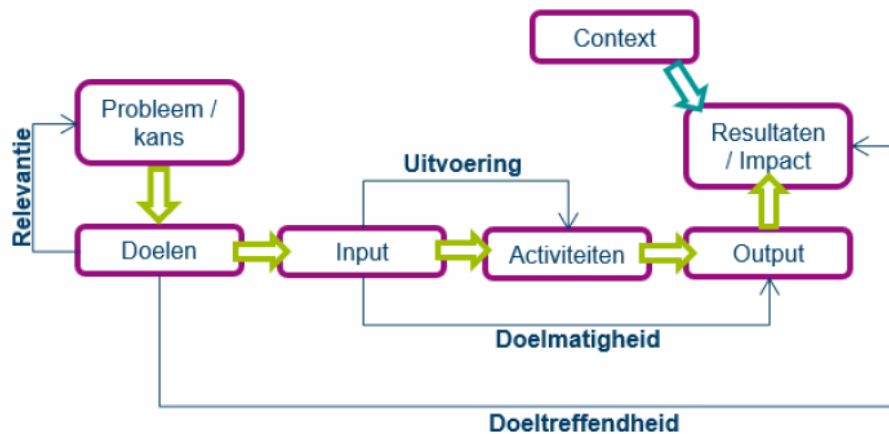 Context
Probleem /
kans
Resultaten
/ Impact
Relevantie
Uitvoering
Doelen
Input
Activiteiten
Output
Doelmatigheid
Doeltreffendheid